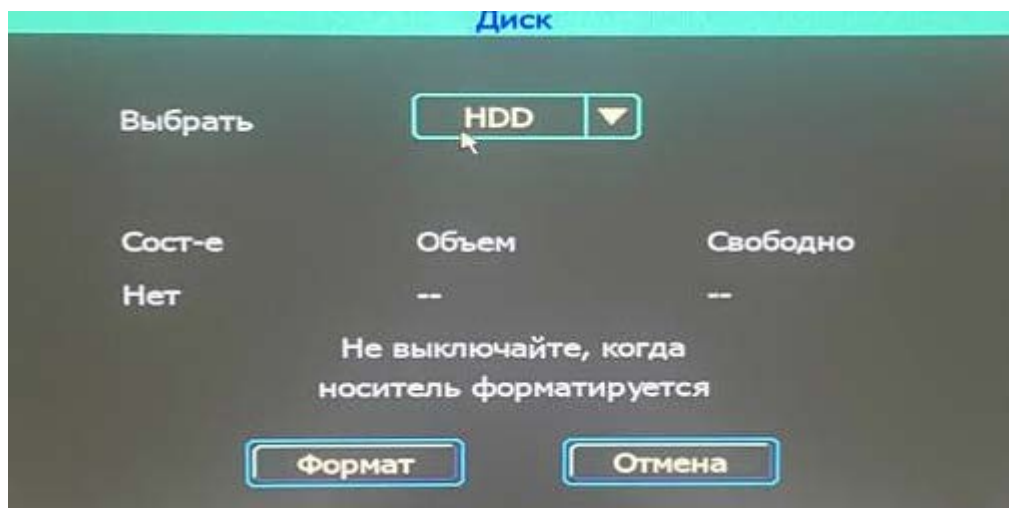 Диск
Выбрать HDD
Сост-е Объем Свободно
Нет -- --
Не выключайте, когда
носитель форматируется
Формат Отмена